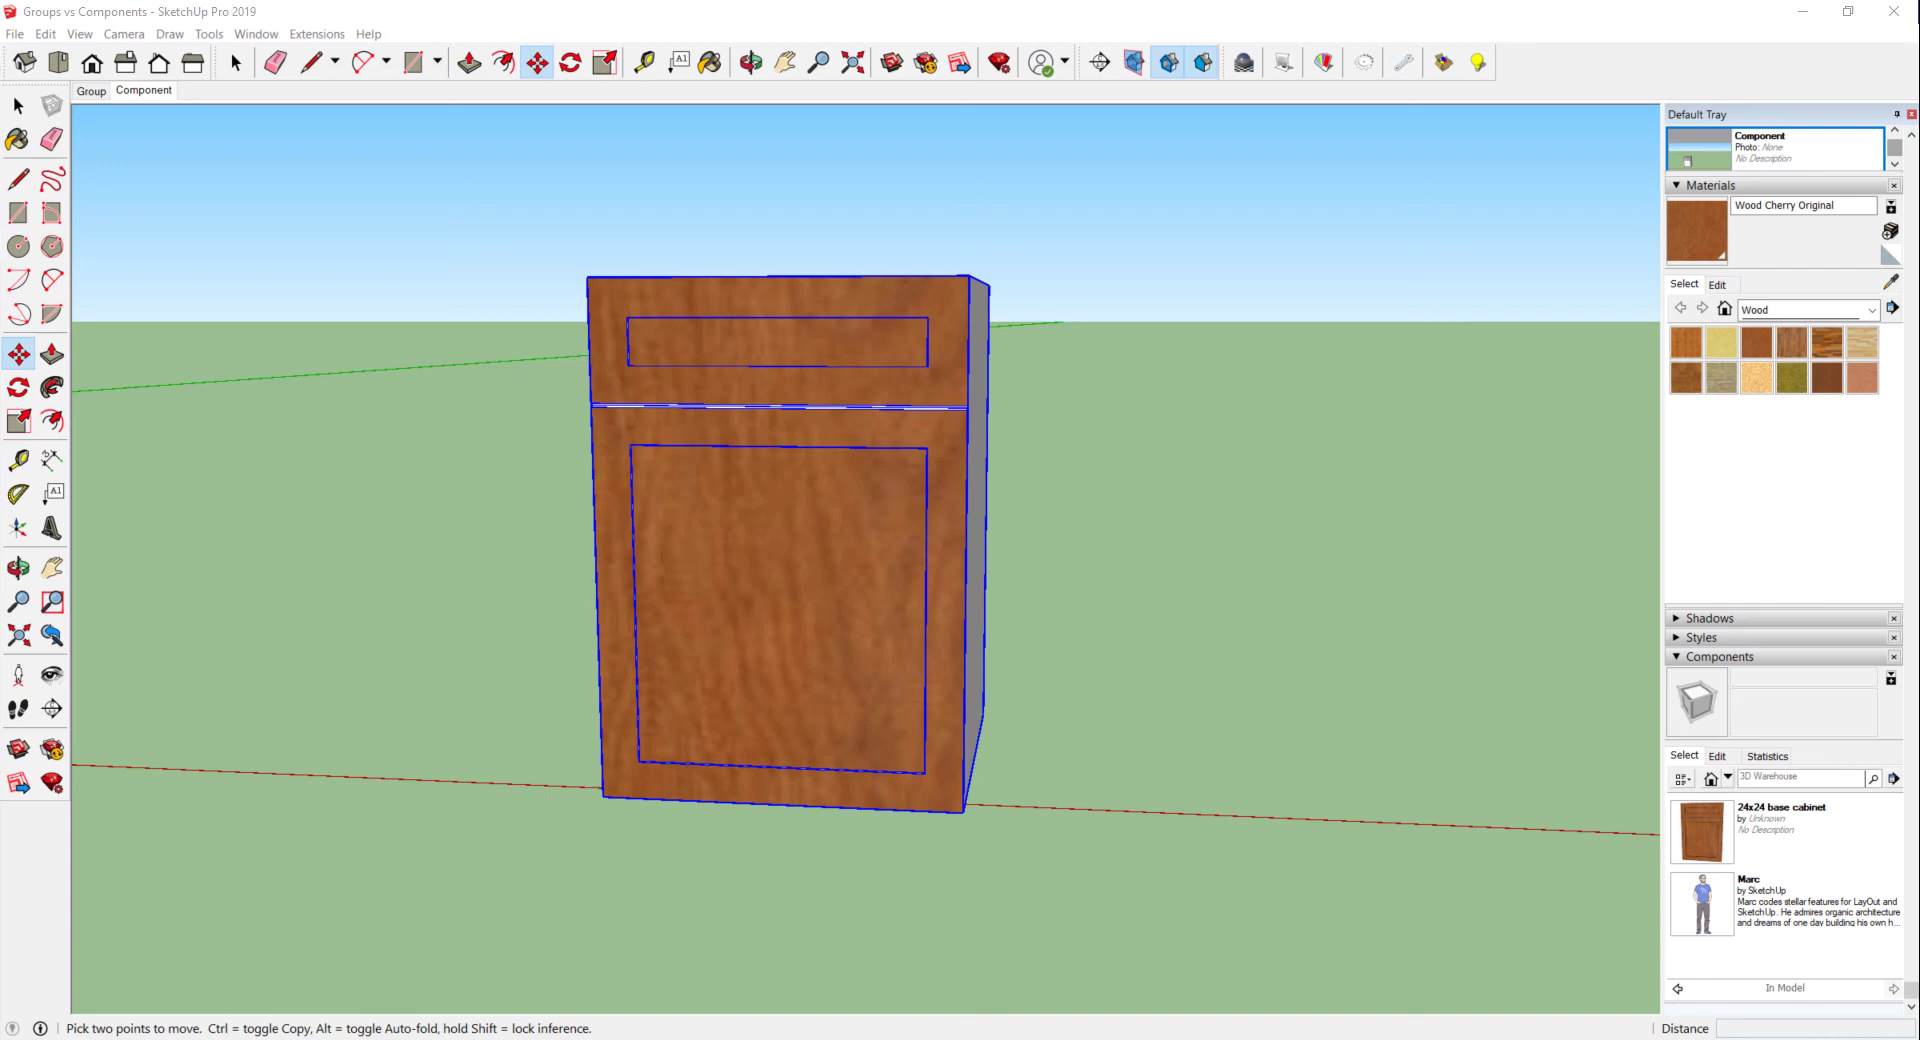 Groups vs Components - SketchUp Pro 2019
File Edit View Camera Draw Tools Window Extensions Help
A1
Group Component
Default Tray
Component
Photo: None
No Description
Materials
Wood Cherry Original
Select Edit
Wood
A1
Shadows
Styles
Components
Select Edit Statistics
3D Warehouse
24x24 base cabinet
by Unknown
No Description
Marc
by SketchUp
Marc codes stellar features for LayOut and
SketchUp. He admires organic architecture
and dreams of one day building his own h...
In Model
Pick two points to move. Ctrl = toggle Copy, Alt = toggle Auto-fold, hold Shift = lock inference.
Distance